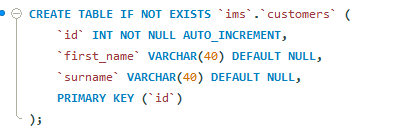 CREATE TABLE IF NOT EXISTS `ims`.`customers` (
`id` INT NOT NULL AUTO_INCREMENT,
`first_name` VARCHAR(40) DEFAULT NULL,
`surname` VARCHAR(40) DEFAULT NULL,
PRIMARY KEY (`id`)
);